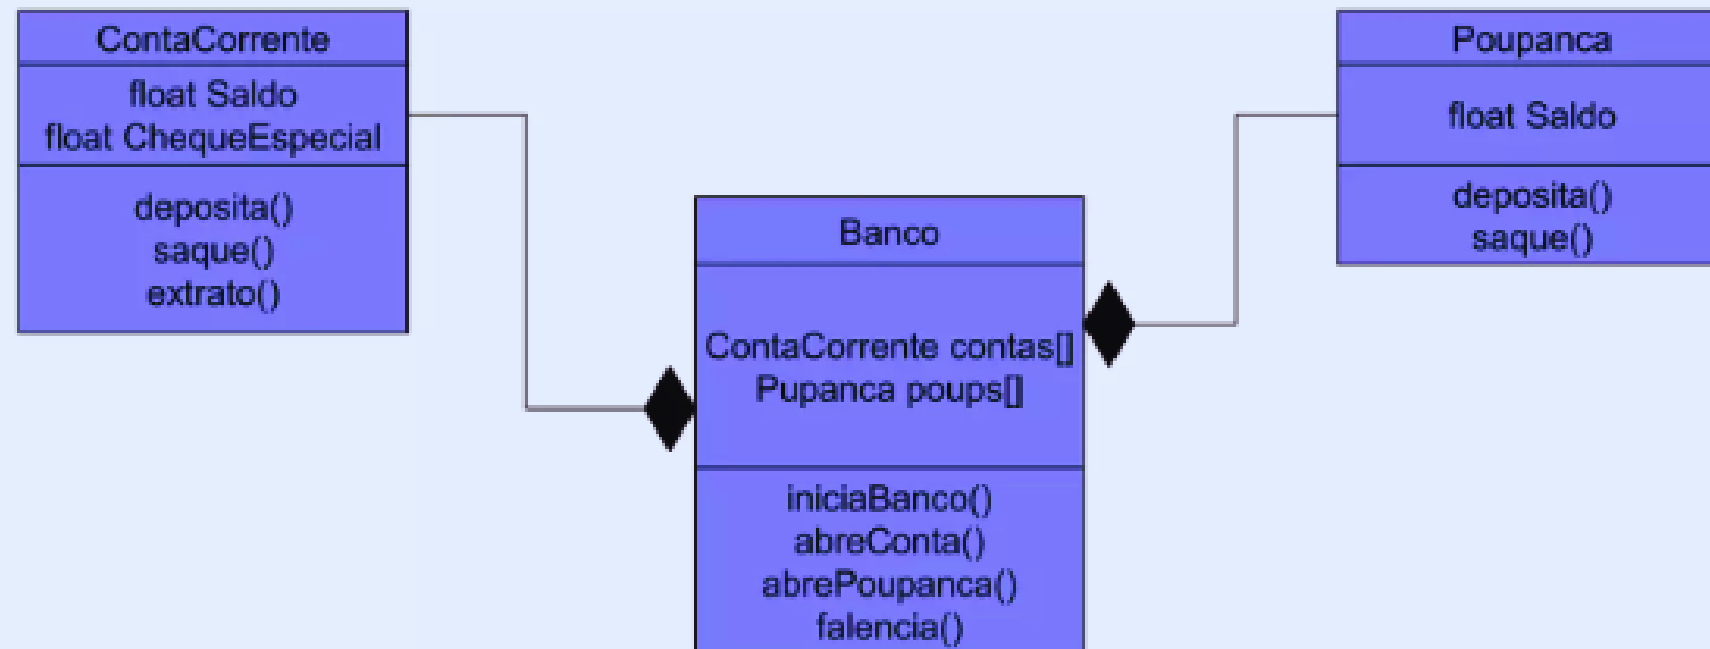 ContaCorrente
float Saldo
float ChequeEspecial
deposita()
saque()
extrato()
Banco
ContaCorrente contas[]
Pupanca poups[]
iniciaBanco()
abreConta()
abrePoupanca()
falencia()
Poupanca
float Saldo
deposita()
saque()